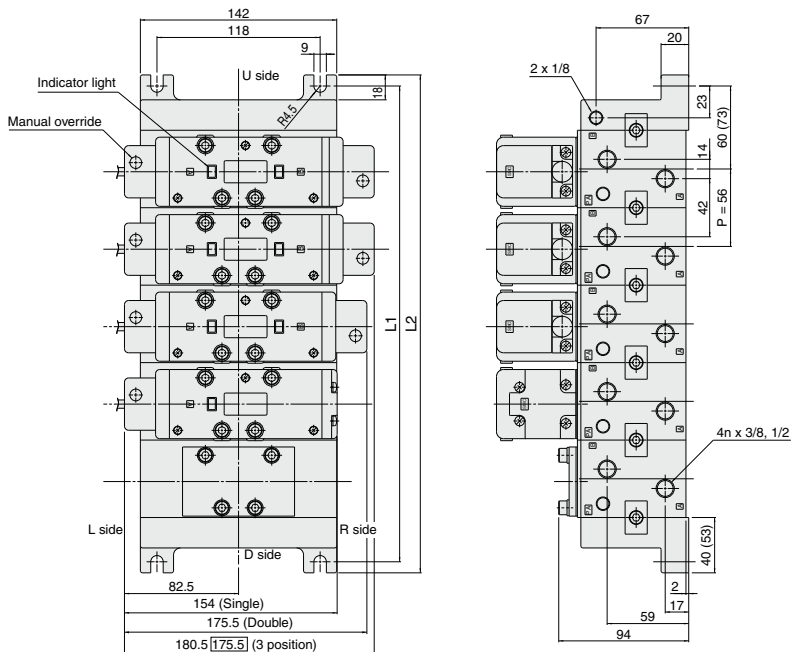 142
118
9
U side
18
R4.5
Indicator light
Manual override
L1
L2
L side
R side
D side
82.5
154 (Single)
175.5 (Double)
180.5 175.5 (3 position)
67
20
2 x 1/8
23
60 (73)
14
42
P = 56
4n x 3/8, 1/2
40 (53)
2
17
59
94